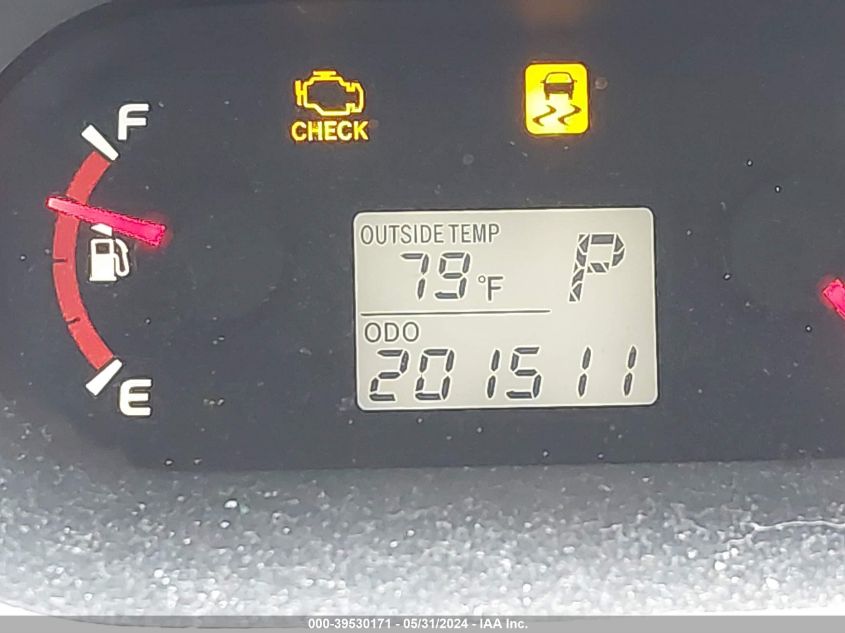 F
CHECK
OUTSIDE TEMP
79 °F P
ODO
201511
E
000-39530171 - 05/31/2024 - IAA Inc.